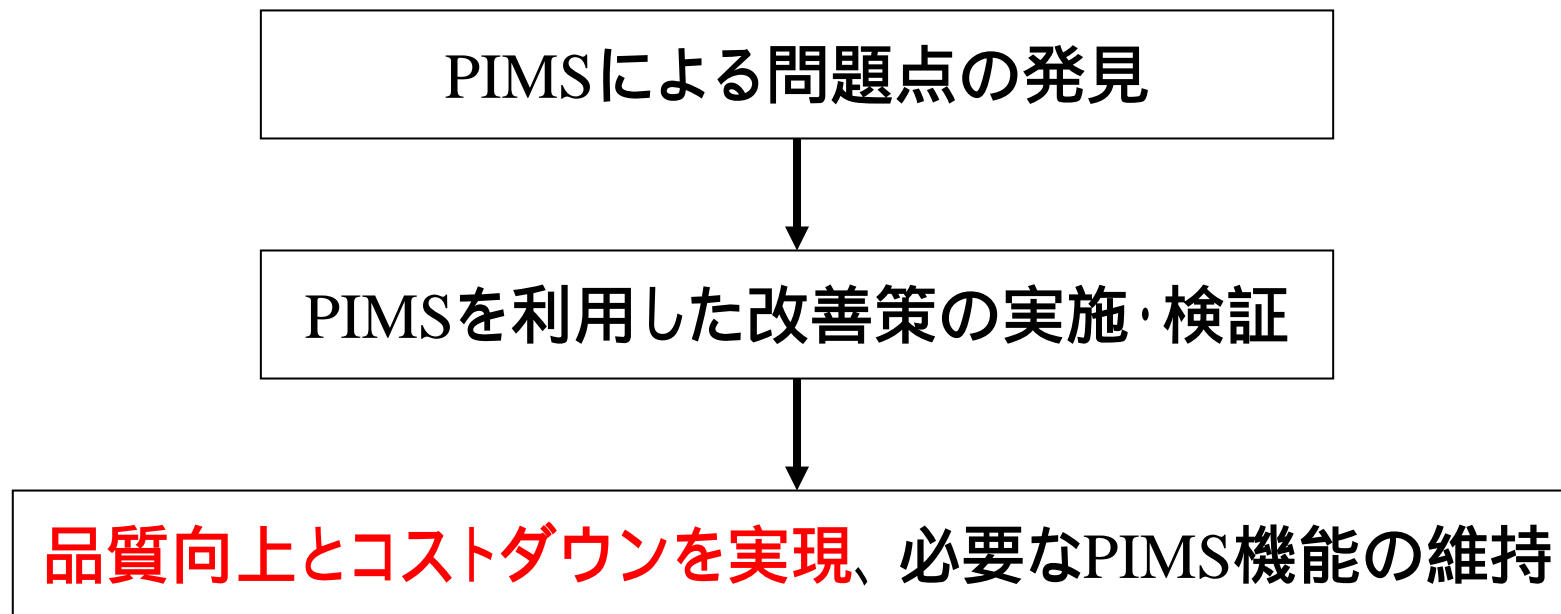 PIMSによる問題点の発見
PIMSを利用した改善策の実施・検証
品質向上とコストダウンを実現、必要なPIMS機能の維持